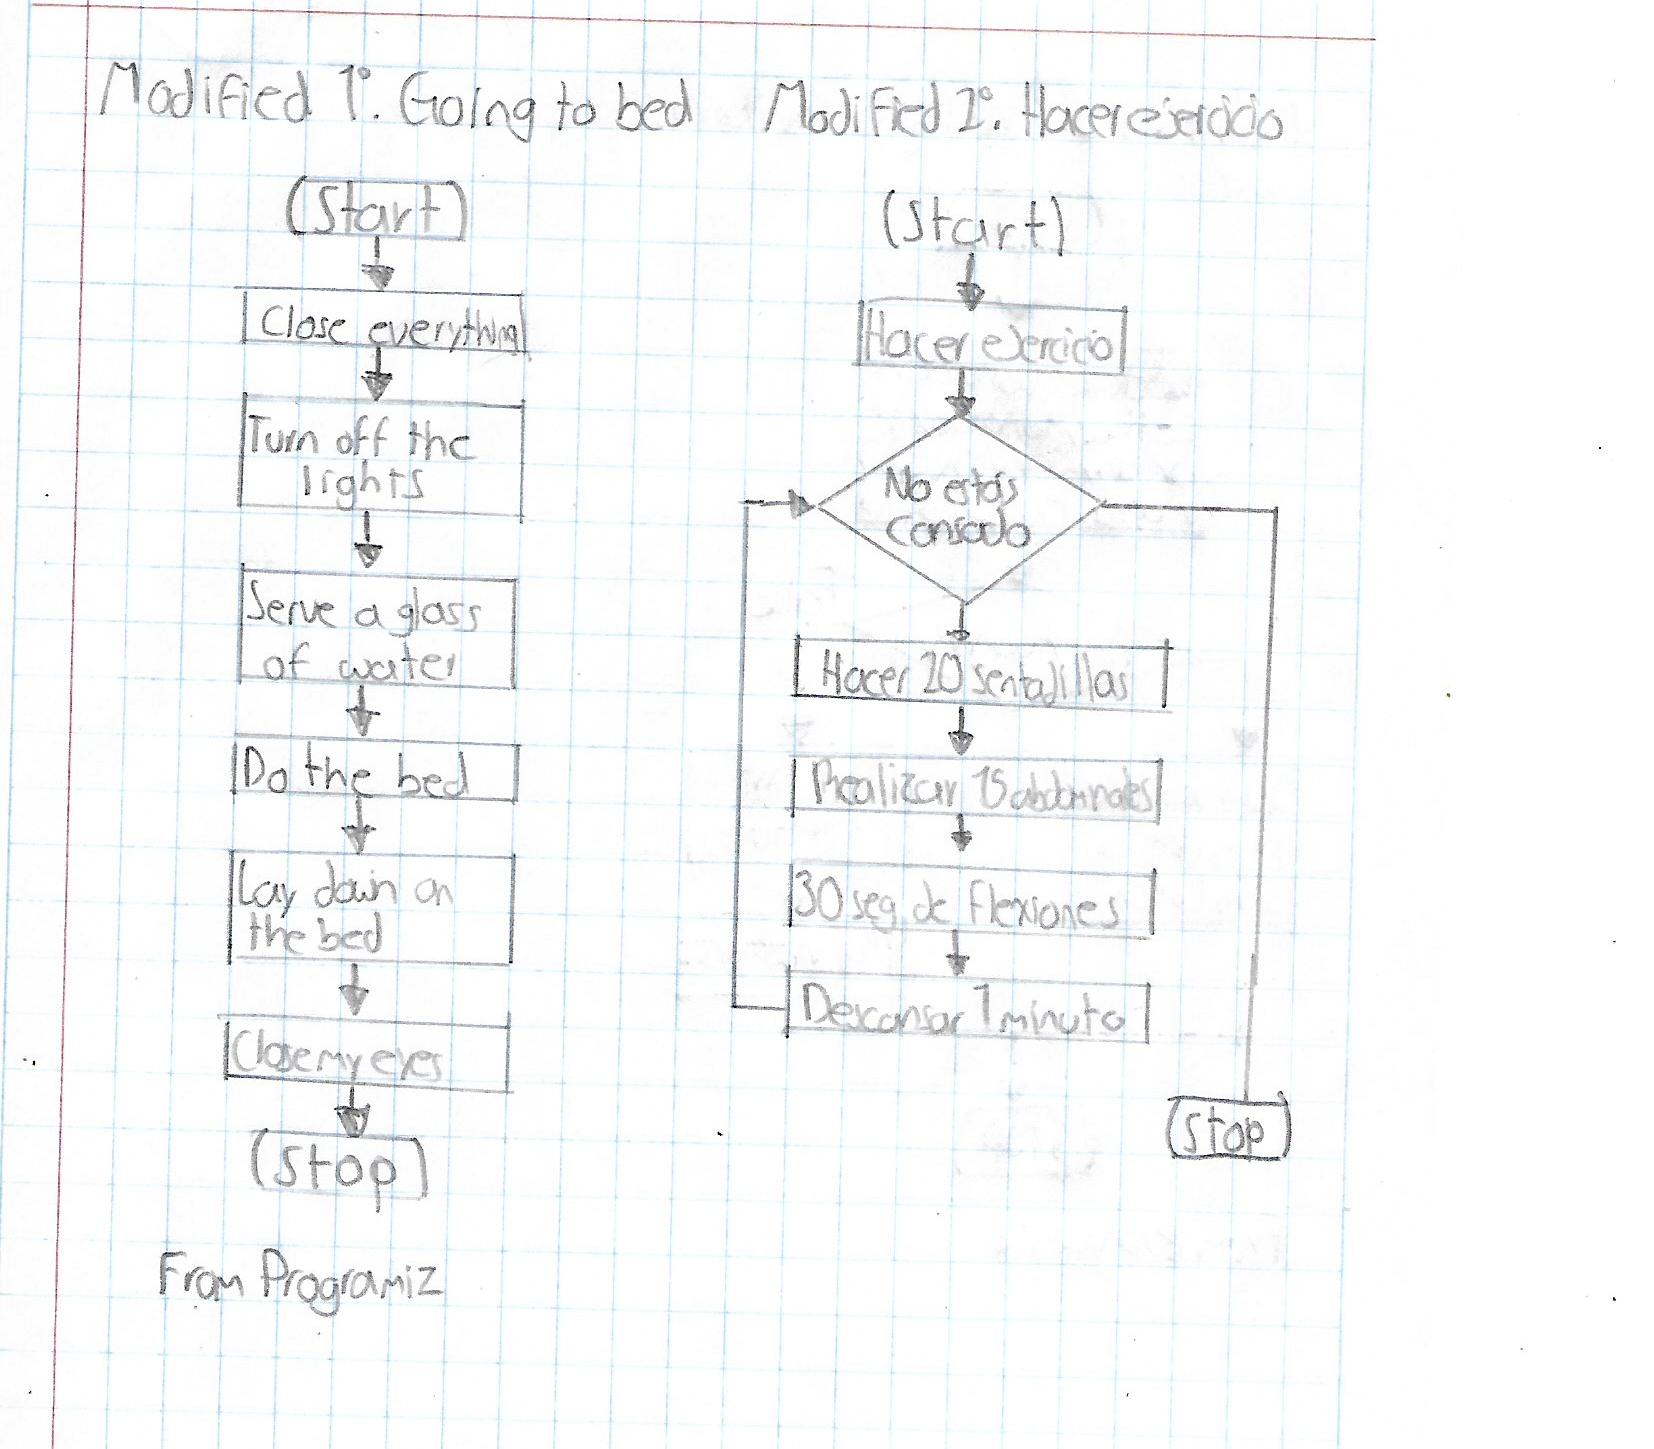 Modified 1°. Going to bed
(Start)
Close everything
Turn off the
lights
Serve a glass
of water
Do the bed
Lay down on
the bed
Close my eyes
(Stop)
From Programiz
Modified 2°. Hacer ejercicio
(Start)
Hacer ejercicio
No estás
cansado
Hacer 20 sentadillas
Realizar 15 abdominales
30 seg de flexiones
Descansar 1 minuto
(Stop)